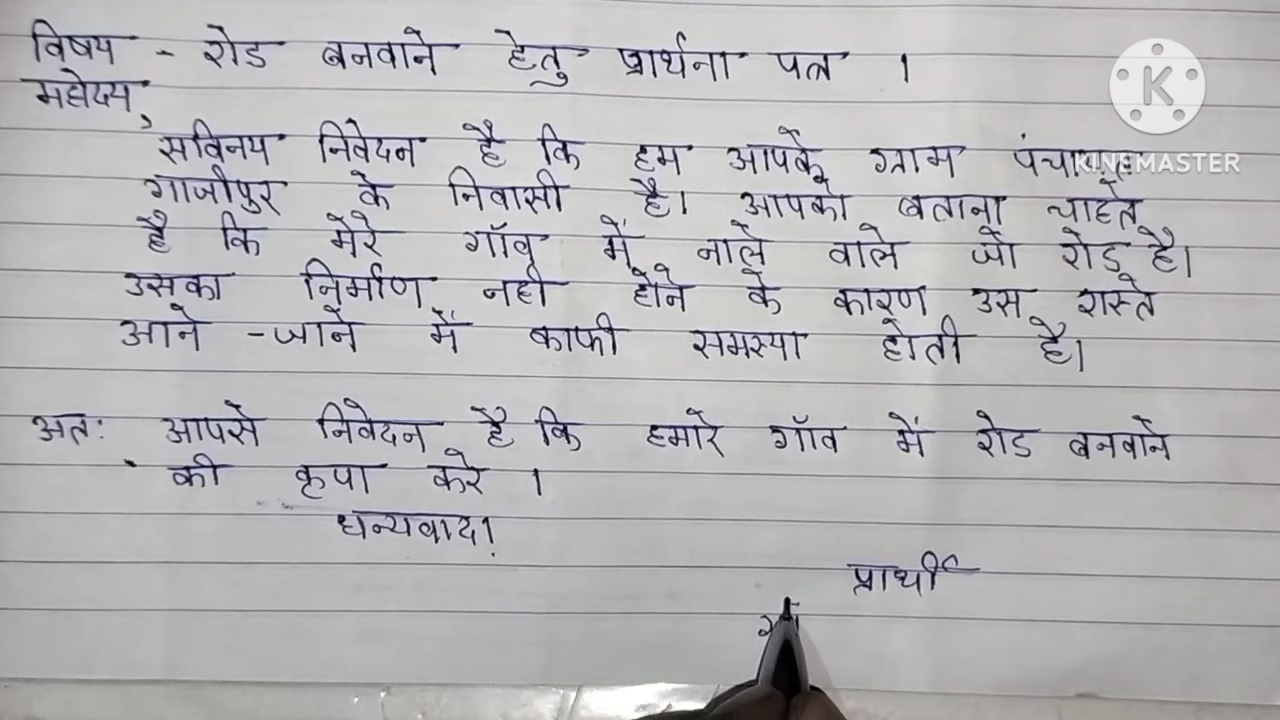 विषय - रोड बनवाने हेतु प्रार्थना पत्र ।
महोदय,
सविनय निवेदन है कि हम आपके ग्राम
KINEMASTER
गाजीपुर के निवासी है। आपको बताना चाहते
है कि मेरे गॉव में नाले वाले जो रोड है।
उसका निर्माण नही होने के कारण उस रास्ते
आने - जाने में काफी समस्या होती है।
अतः आपसे निवेदन है कि हमारे गॉव में रोड बनवाने
की कृपा करे ।
धन्यवाद!
प्रार्थी